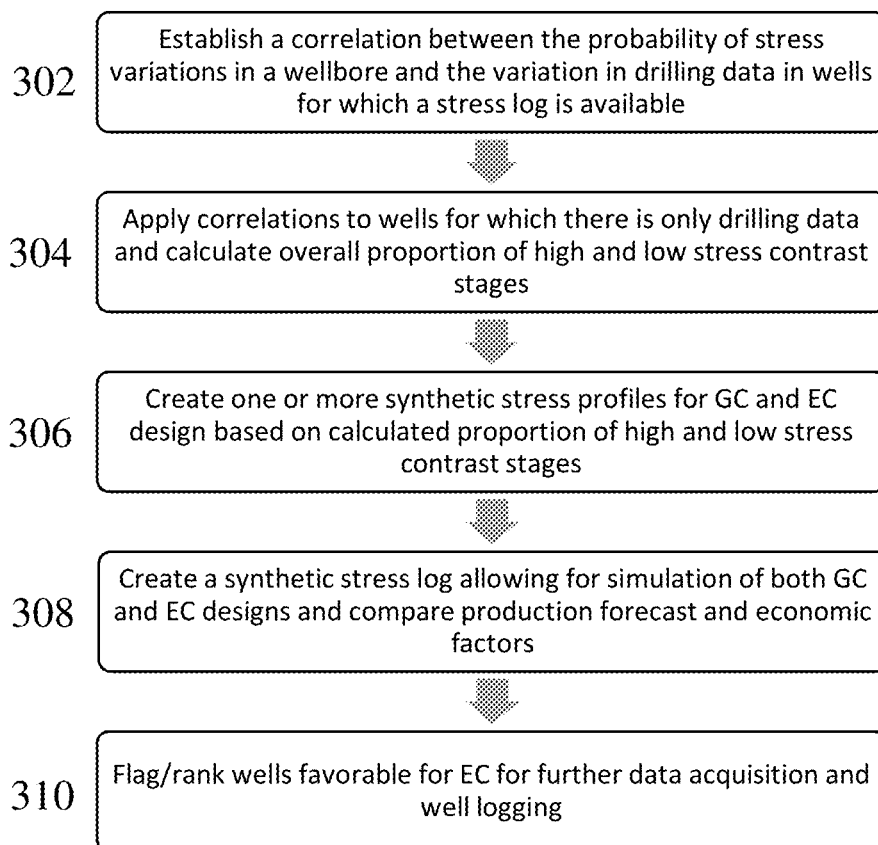 Establish a correlation between the probability of stress
302 variations in a wellbore and the variation in drilling data in wells
for which a stress log is available
Apply correlations to wells for which there is only drilling data
304 and calculate overall proportion of high and low stress contrast
stages
Create one or more synthetic stress profiles for GC and EC
306 design based on calculated proportion of high and low stress
contrast stages
Create a synthetic stress log allowing for simulation of both GC
308 and EC designs and compare production forecast and economic
factors
Flag/rank wells favorable for EC for further data acquisition and
310 well logging